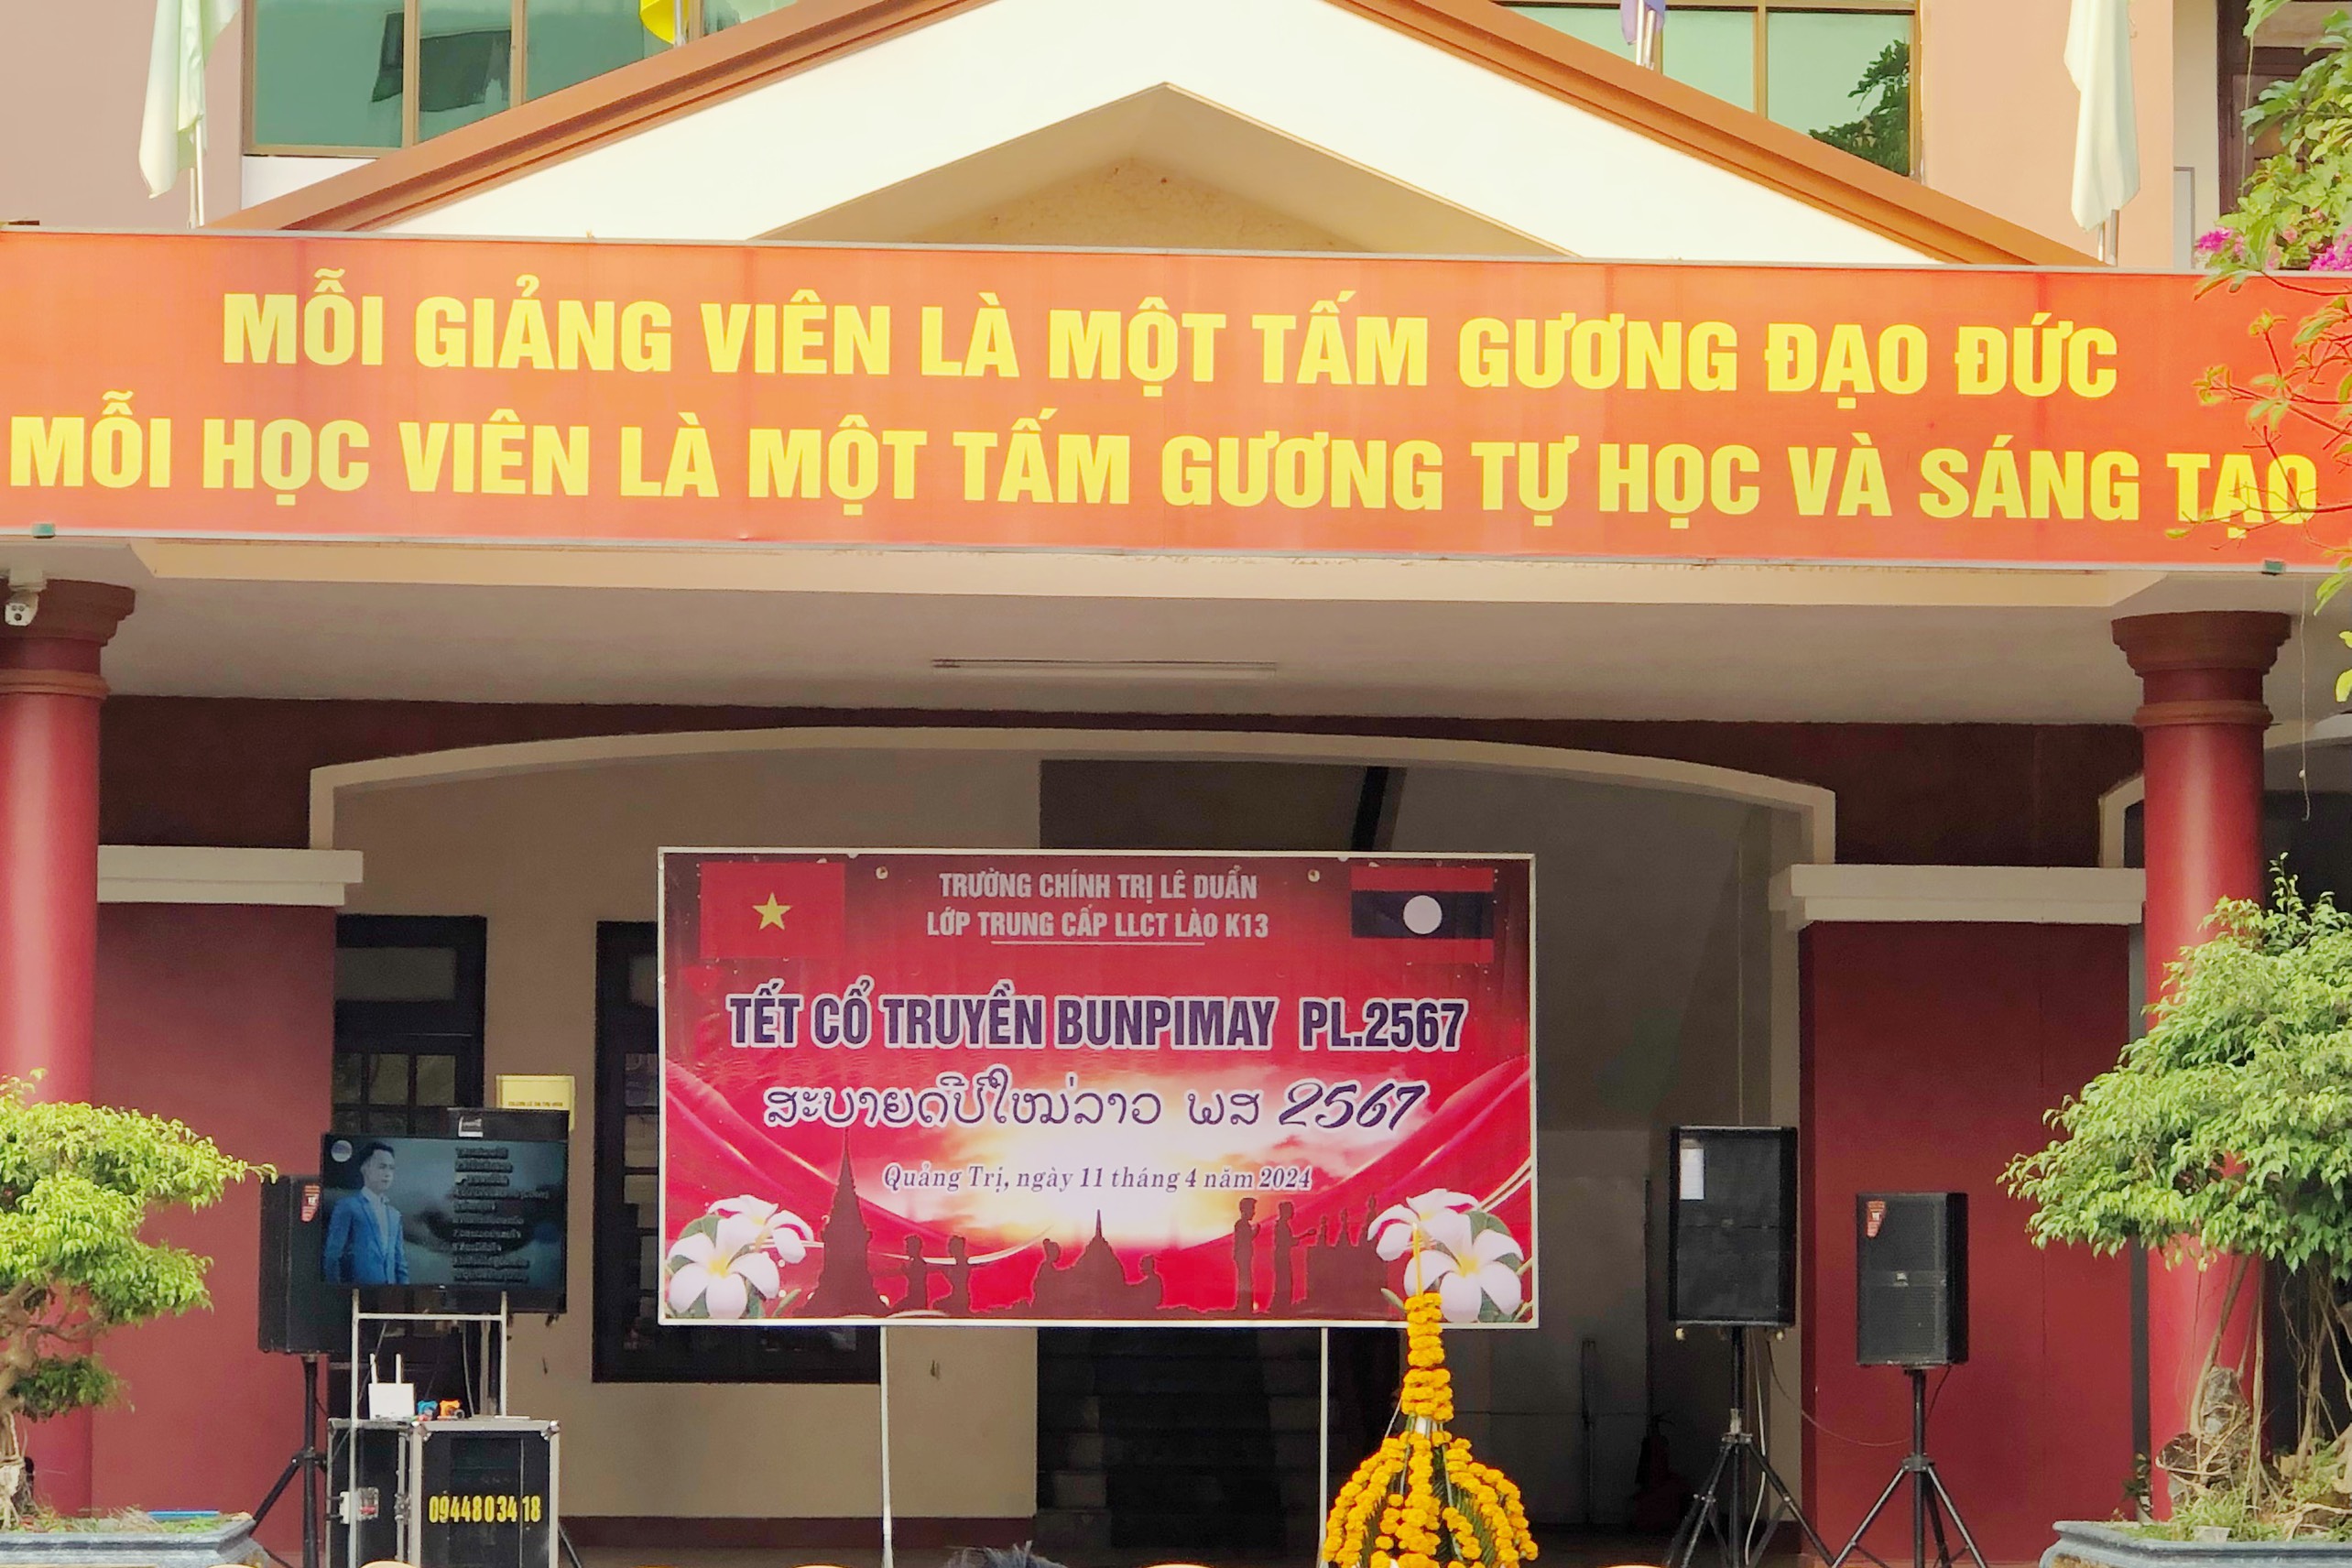 MỖI GIẢNG VIÊN LÀ MỘT TẤM GƯƠNG ĐẠO ĐỨC
MỖI HỌC VIÊN LÀ MỘT TẤM GƯƠNG TỰ HỌC VÀ SÁNG TẠO
TRƯỜNG CHÍNH TRỊ LÊ DUẨN
LỚP TRUNG CẤP LLCT LÀO K13
TẾT CỔ TRUYỀN BUNPIMAY PL.2567
ສະບາຍດີປີໃໝ່ລາວ ພສ 2567
Quảng Trị, ngày 11 tháng 4 năm 2024
0944803418